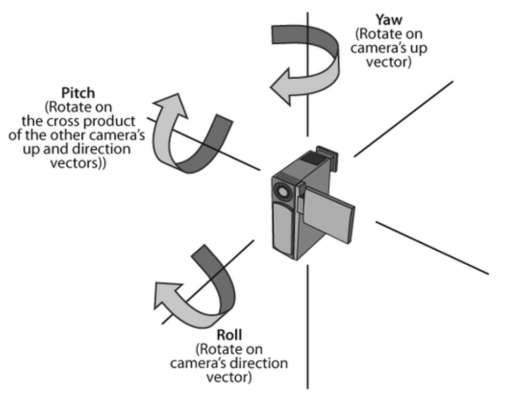 Yaw
(Rotate on
camera's up
vector)
Pitch
(Rotate on
the cross product
of the other camera's
up and direction
vectors))
Roll
(Rotate on
camera's direction
vector)